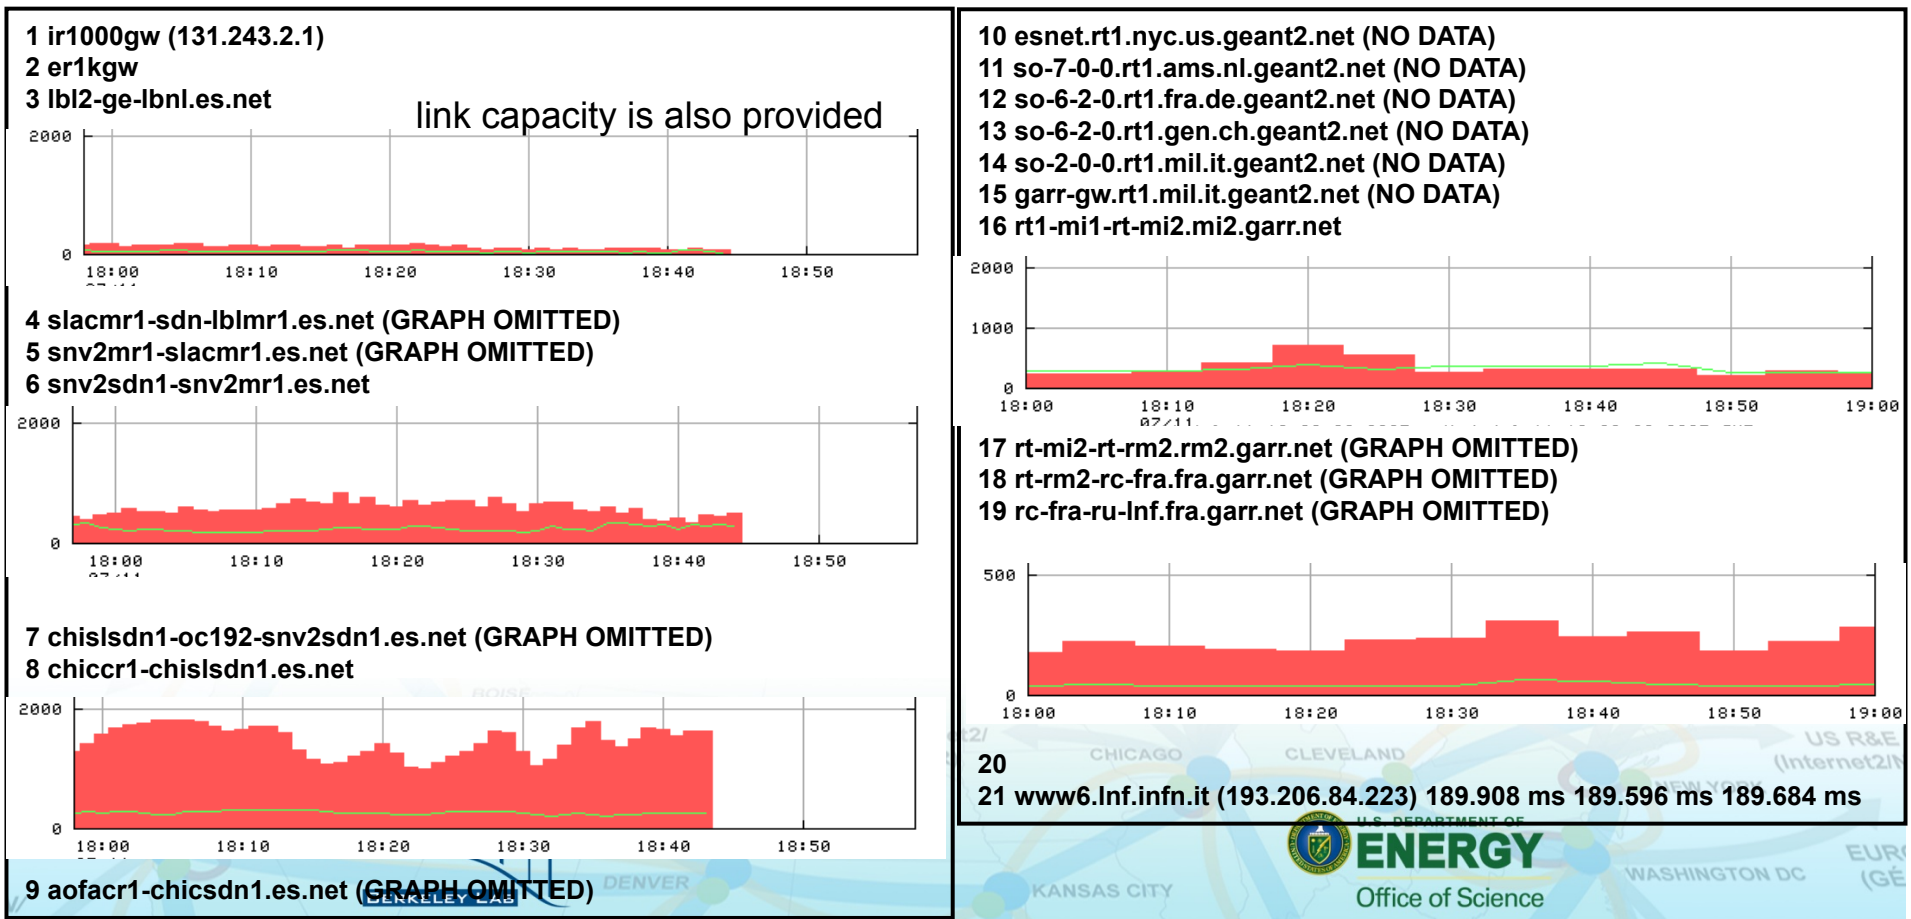 1 ir1000gw (131.243.2.1)
2 er1kgw
3 lbl2-ge-lbnl.es.net
link capacity is also provided
2000
0
18:00 18:10 18:20 18:30 18:40 18:50
4 slacmr1-sdn-lblmr1.es.net (GRAPH OMITTED)
5 snv2mr1-slacmr1.es.net (GRAPH OMITTED)
6 snv2sdn1-snv2mr1.es.net
2000
0
18:00 18:10 18:20 18:30 18:40 18:50
7 chislsdn1-oc192-snv2sdn1.es.net (GRAPH OMITTED)
8 chiccr1-chislsdn1.es.net
BOISE
2000
0
18:00 18:10 18:20 18:30 18:40 18:50
9 aofacr1-chicsdn1.es.net (GRAPH OMITTED)
BERKELEY LAB
DENVER
10 esnet.rt1.nyc.us.geant2.net (NO DATA)
11 so-7-0-0.rt1.ams.nl.geant2.net (NO DATA)
12 so-6-2-0.rt1.fra.de.geant2.net (NO DATA)
13 so-6-2-0.rt1.gen.ch.geant2.net (NO DATA)
14 so-2-0-0.rt1.mil.it.geant2.net (NO DATA)
15 garr-gw.rt1.mil.it.geant2.net (NO DATA)
16 rt1-mi1-rt-mi2.mi2.garr.net
2000
1000
0
18:00 18:10 18:20 18:30 18:40 18:50 19:00
07/11
17 rt-mi2-rt-rm2.rm2.garr.net (GRAPH OMITTED)
18 rt-rm2-rc-fra.fra.garr.net (GRAPH OMITTED)
19 rc-fra-ru-lnf.fra.garr.net (GRAPH OMITTED)
500
0
18:00 18:10 18:20 18:30 18:40 18:50 19:00
CHICAGO
CLEVELAND
US R&E
(Internet2/N
NEW YORK
20
21 www6.lnf.infn.it (193.206.84.223) 189.908 ms 189.596 ms 189.684 ms
U.S. DEPARTMENT OF
ENERGY
Office of Science
KANSAS CITY
WASHINGTON DC
EUR
(GÉ